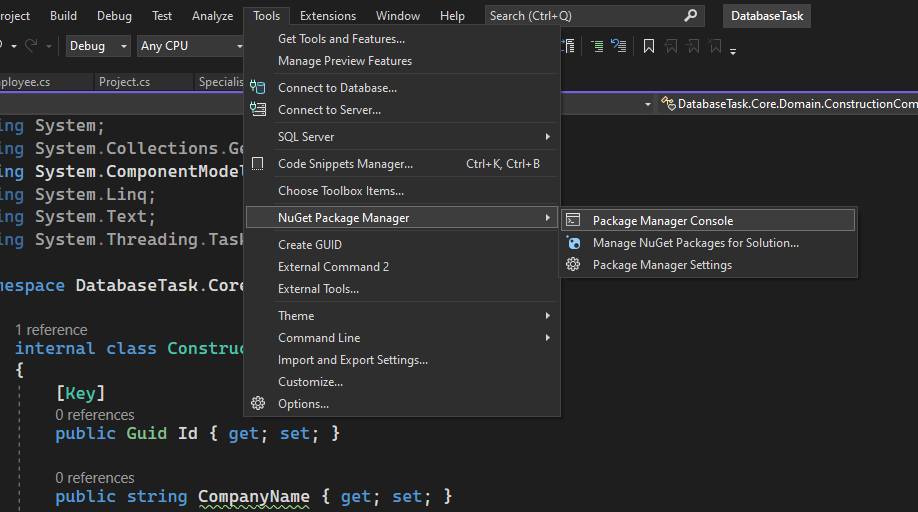 roject Build Debug Test Analyze Tools Extensions Window Help Search (Ctrl+Q) DatabaseTask
Debug Any CPU
ployee.cs Project.cs Specialis
DatabaseTask.Core.Domain.ConstructionCom
Get Tools and Features...
Manage Preview Features
Connect to Database...
Connect to Server...
SQL Server
Code Snippets Manager... Ctrl+K, Ctrl+B
Choose Toolbox Items...
NuGet Package Manager
Create GUID
External Command 2
External Tools...
Theme
Command Line
Import and Export Settings...
Customize...
Options...
Package Manager Console
Manage NuGet Packages for Solution...
Package Manager Settings
ing System;
ing System.Collections.Ge
ing System.ComponentModel
ing System.Linq;
ing System.Text;
ing System.Threading.Task
mespace DatabaseTask.Core
1 reference
internal class Construc
{
[Key]
0 references
public Guid Id { get; set; }
0 references
public string CompanyName { get; set; }